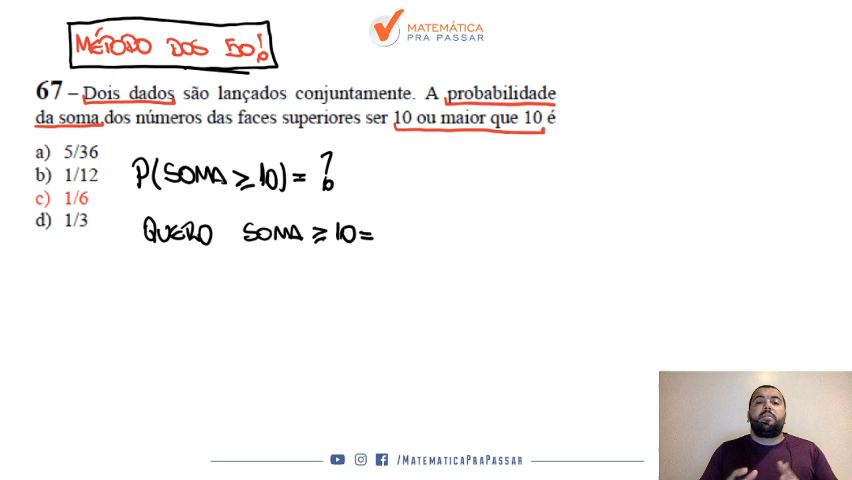 MÉTODO DOS 50!
MATEMÁTICA
PRA PASSAR
67 – Dois dados são lançados conjuntamente. A probabilidade
da soma dos números das faces superiores ser 10 ou maior que 10 é
a) 5/36
b) 1/12
c) 1/6
d) 1/3
P(SOMA ≥ 10) = ?
QUERO SOMA ≥ 10 =
/MATEMATICAPRAPASSAR